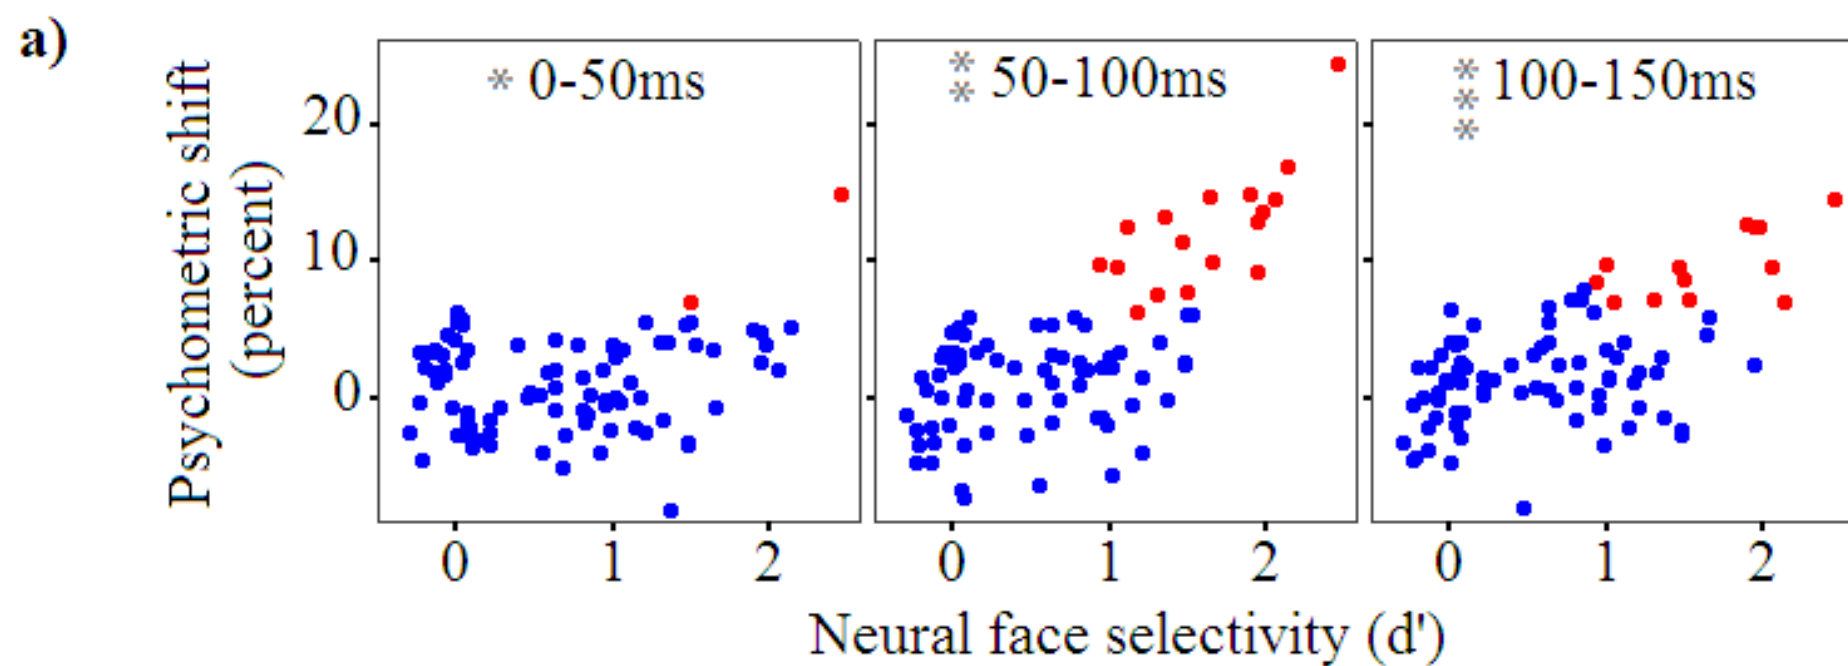 a)
Psychometric shift
(percent)
20
10
0
* 0-50ms
** 50-100ms
*** 100-150ms
0 1 2
0 1 2
0 1 2
Neural face selectivity (d')